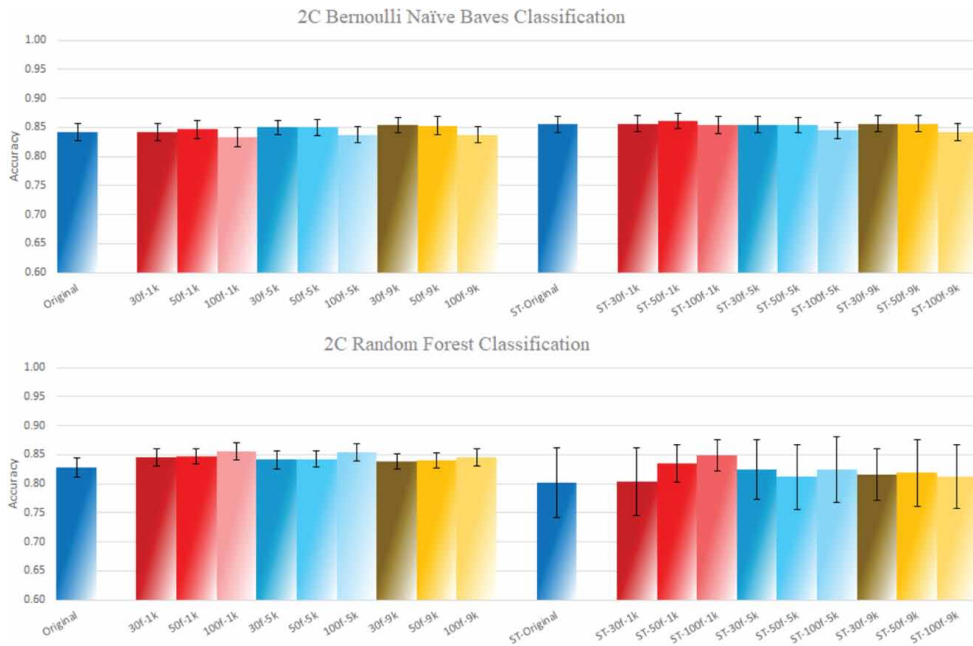 2C Bernoulli Naïve Baves Classification
1.00
0.95
0.90
0.85
0.80
0.75
0.70
0.65
0.60
Accuracy
Original
30f-1k
50f-1k
100f-1k
30f-5k
50f-5k
100f-5k
30f-9k
50f-9k
100f-9k
ST-Original
ST-30f-1k
ST-50f-1k
ST-100f-1k
ST-30f-5k
ST-50f-5k
ST-100f-5k
ST-30f-9k
ST-50f-9k
ST-100f-9k
2C Random Forest Classification
1.00
0.95
0.90
0.85
0.80
0.75
0.70
0.65
0.60
Accuracy
Original
30f-1k
50f-1k
100f-1k
30f-5k
50f-5k
100f-5k
30f-9k
50f-9k
100f-9k
ST-Original
ST-30f-1k
ST-50f-1k
ST-100f-1k
ST-30f-5k
ST-50f-5k
ST-100f-5k
ST-30f-9k
ST-50f-9k
ST-100f-9k